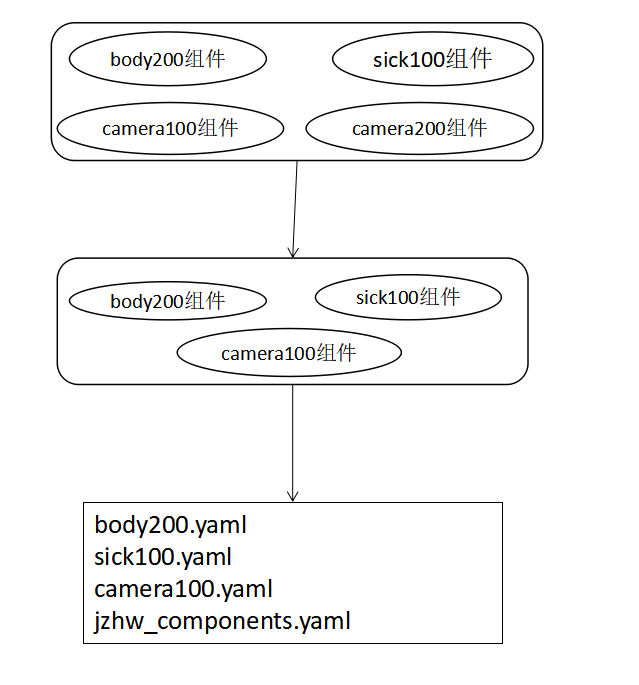 body200组件
sick100组件
camera100组件
camera200组件
body200组件
sick100组件
camera100组件
body200.yaml
sick100.yaml
camera100.yaml
jzhw_components.yaml